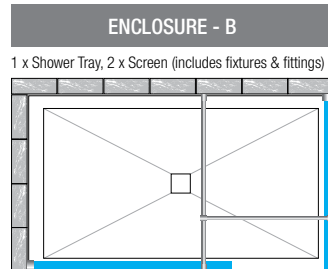 ENCLOSURE - B
1 x Shower Tray, 2 x Screen (includes fixtures & fittings)